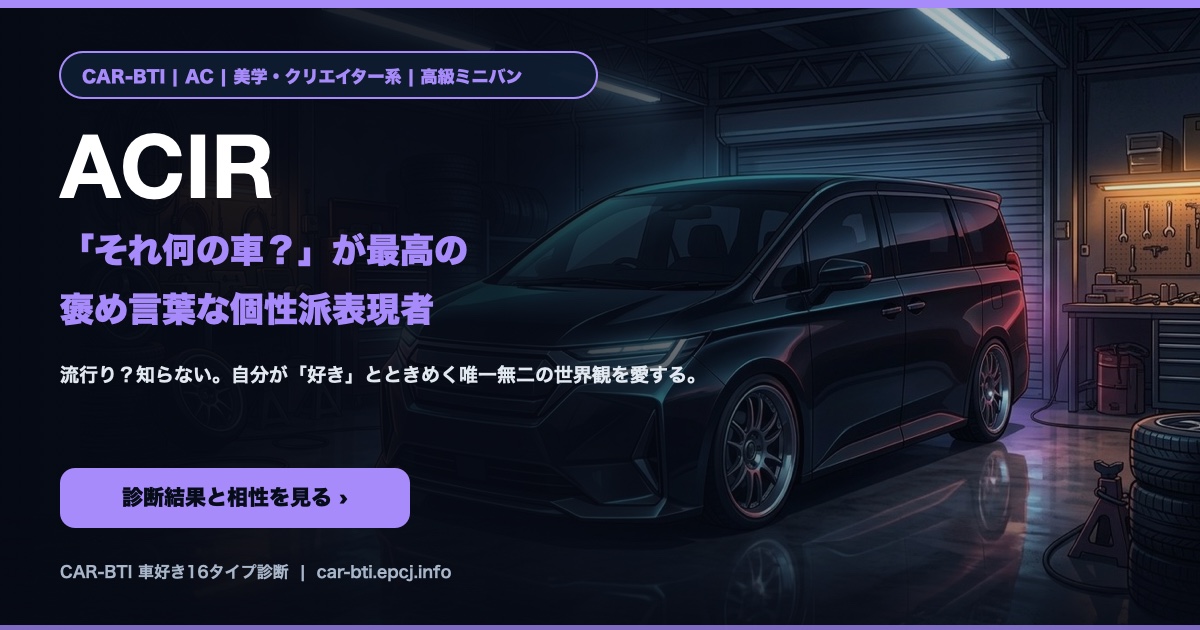 CAR-BTI | AC | 美学・クリエイター系 | 高級ミニバン
ACIR
「それ何の車？」が最高の
褒め言葉な個性派表現者
流行り？知らない。自分が「好き」とときめく唯一無二の世界観を愛する。
診断結果と相性を見る ›
CAR-BTI 車好き16タイプ診断 | car-bti.epcj.info